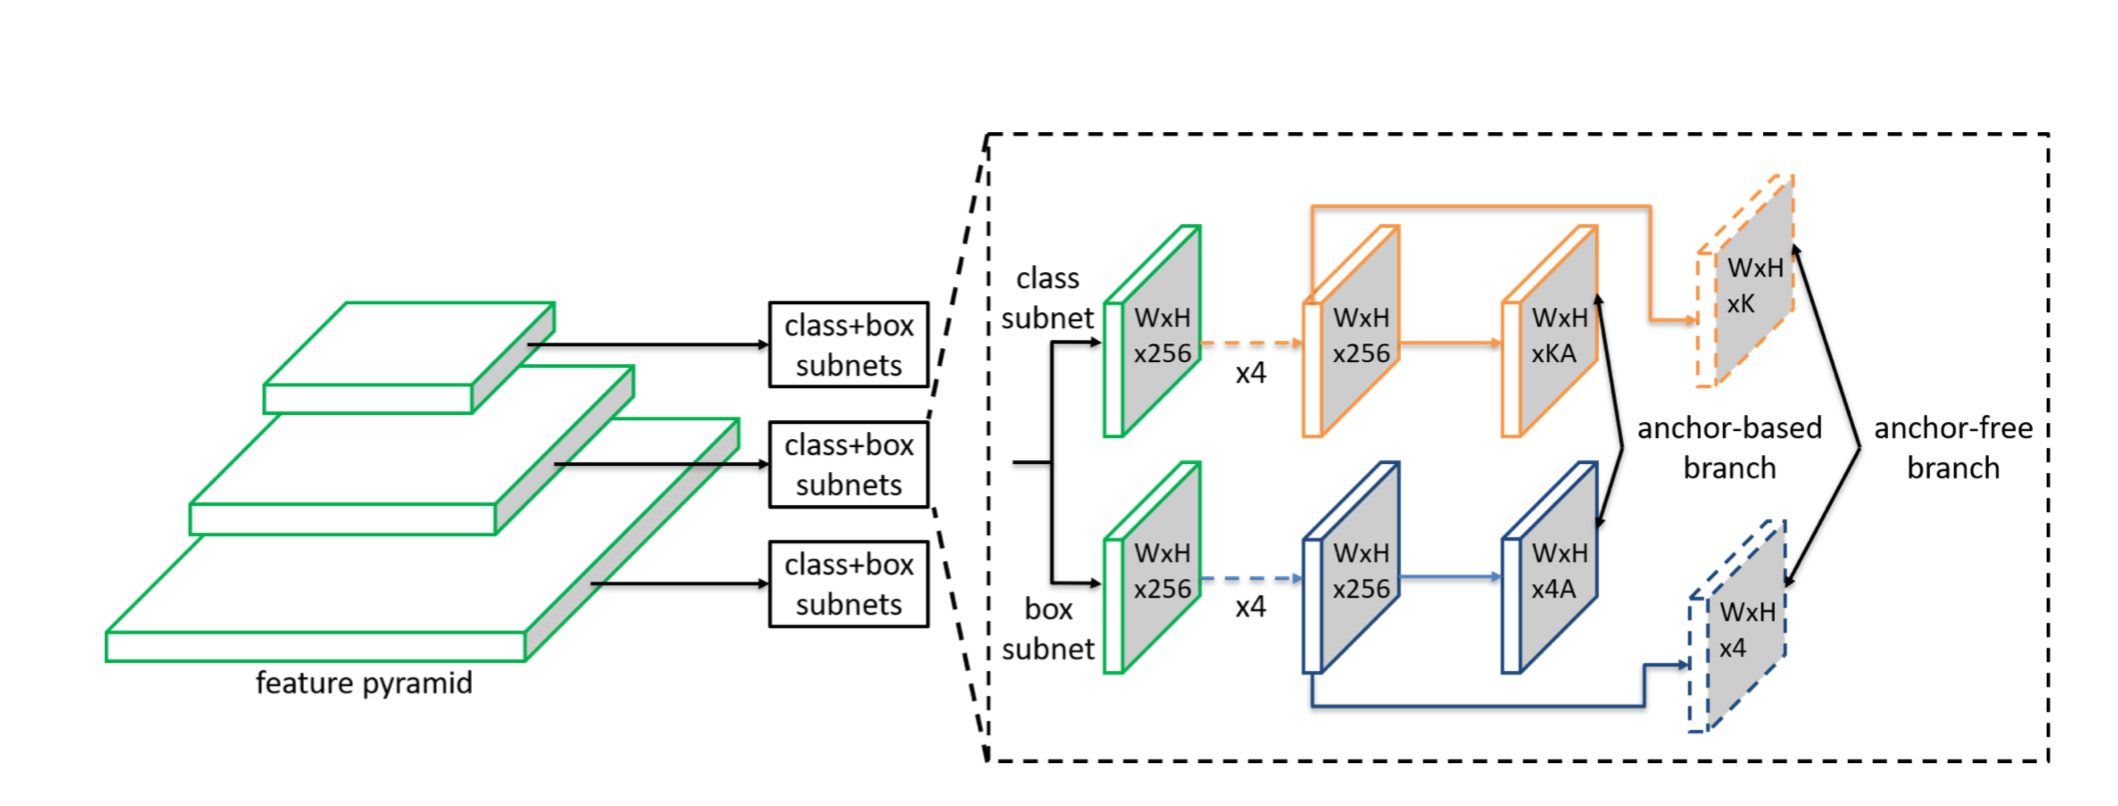 class+box
subnets
class+box
subnets
class+box
subnets
feature pyramid
class
subnet
WxH
x256
x4
WxH
x256
WxH
xKA
WxH
xK
anchor-based
branch
anchor-free
branch
box
subnet
WxH
x256
x4
WxH
x256
WxH
x4A
WxH
x4